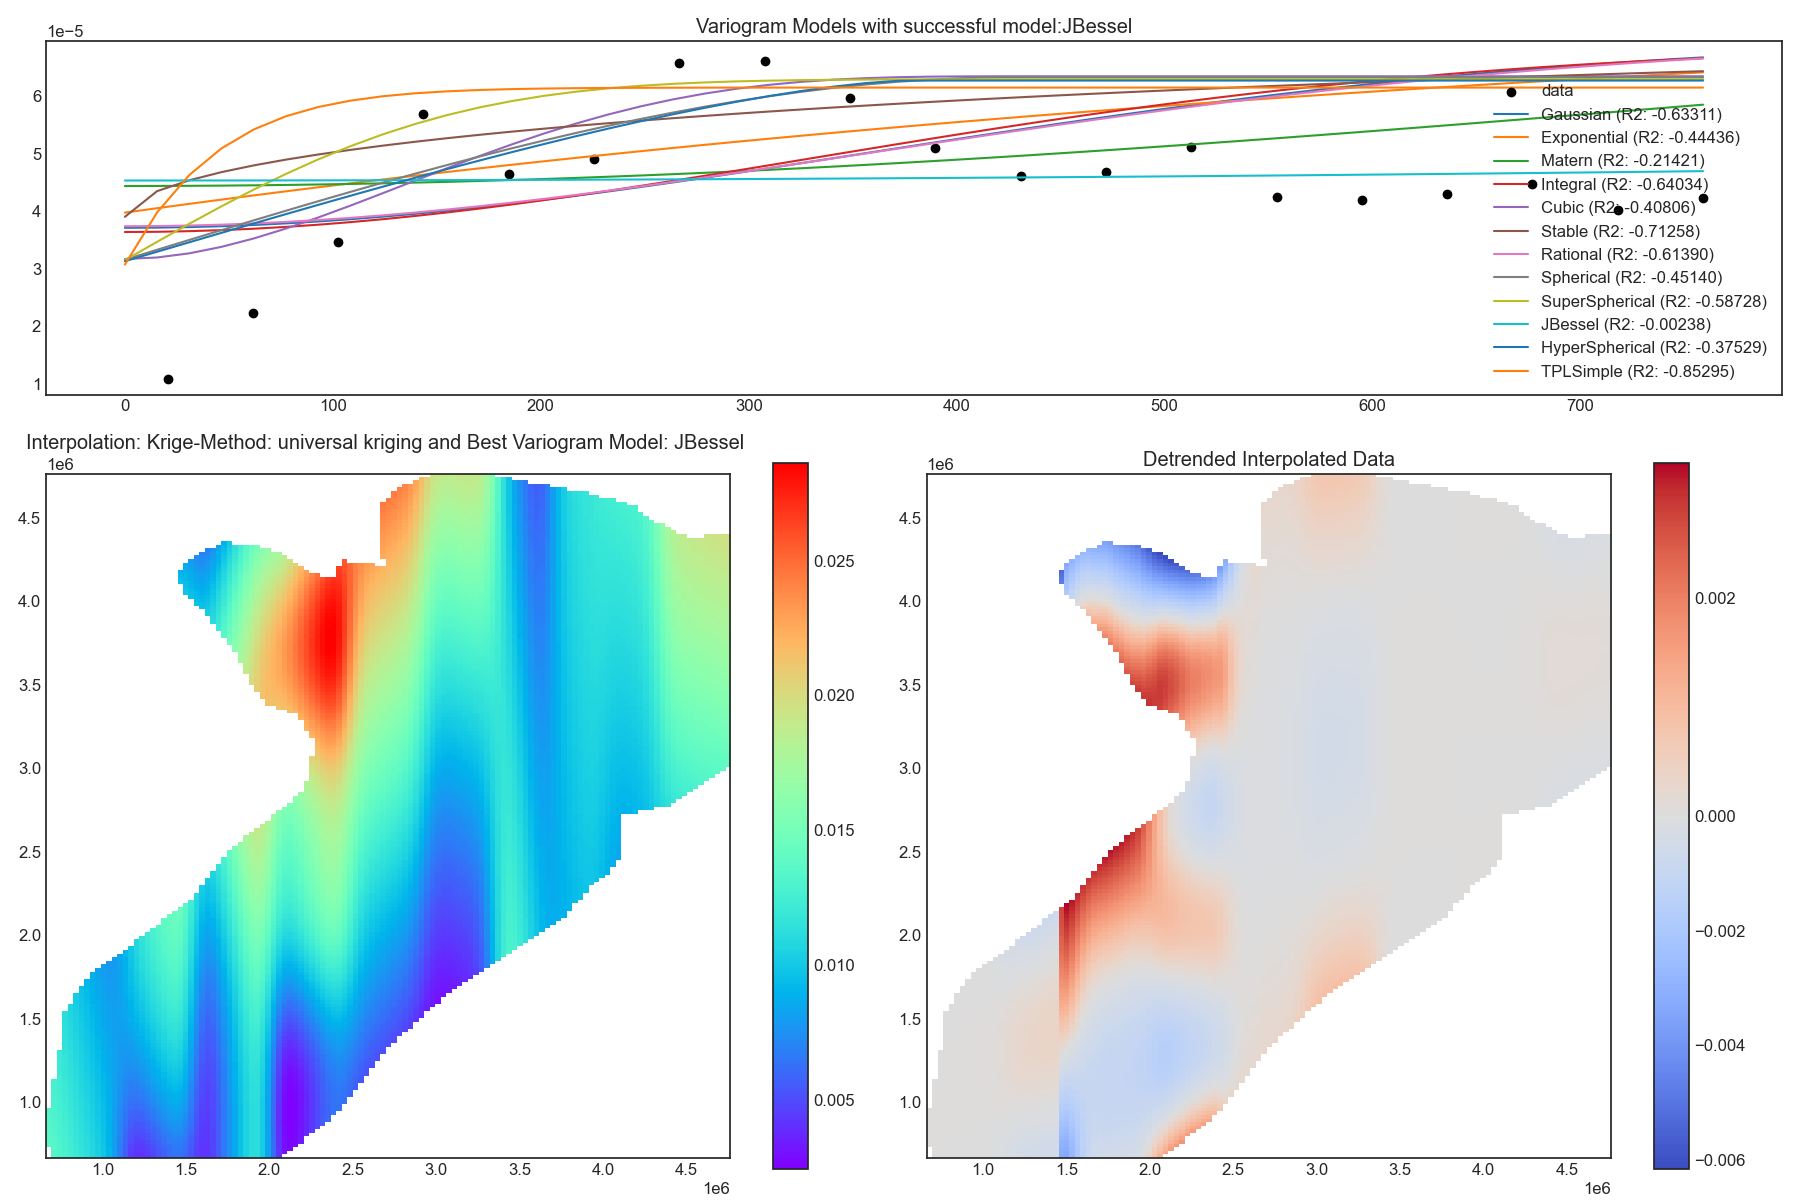 Variogram Models with successful model:JBessel
1e−5
6
5
4
3
2
1
0 100 200 300 400 500 600 700
data
Gaussian (R2: -0.63311)
Exponential (R2: -0.44436)
Matern (R2: -0.21421)
Integral (R2: -0.64034)
Cubic (R2: -0.40806)
Stable (R2: -0.71258)
Rational (R2: -0.61390)
Spherical (R2: -0.45140)
SuperSpherical (R2: -0.58728)
JBessel (R2: -0.00238)
HyperSpherical (R2: -0.37529)
TPLSimple (R2: -0.85295)
Interpolation: Krige-Method: universal kriging and Best Variogram Model: JBessel
1e6
4.5
4.0
3.5
3.0
2.5
2.0
1.5
1.0
1.0 1.5 2.0 2.5 3.0 3.5 4.0 4.5
1e6
0.025
0.020
0.015
0.010
0.005
Detrended Interpolated Data
1e6
4.5
4.0
3.5
3.0
2.5
2.0
1.5
1.0
1.0 1.5 2.0 2.5 3.0 3.5 4.0 4.5
1e6
0.002
0.000
−0.002
−0.004
−0.006